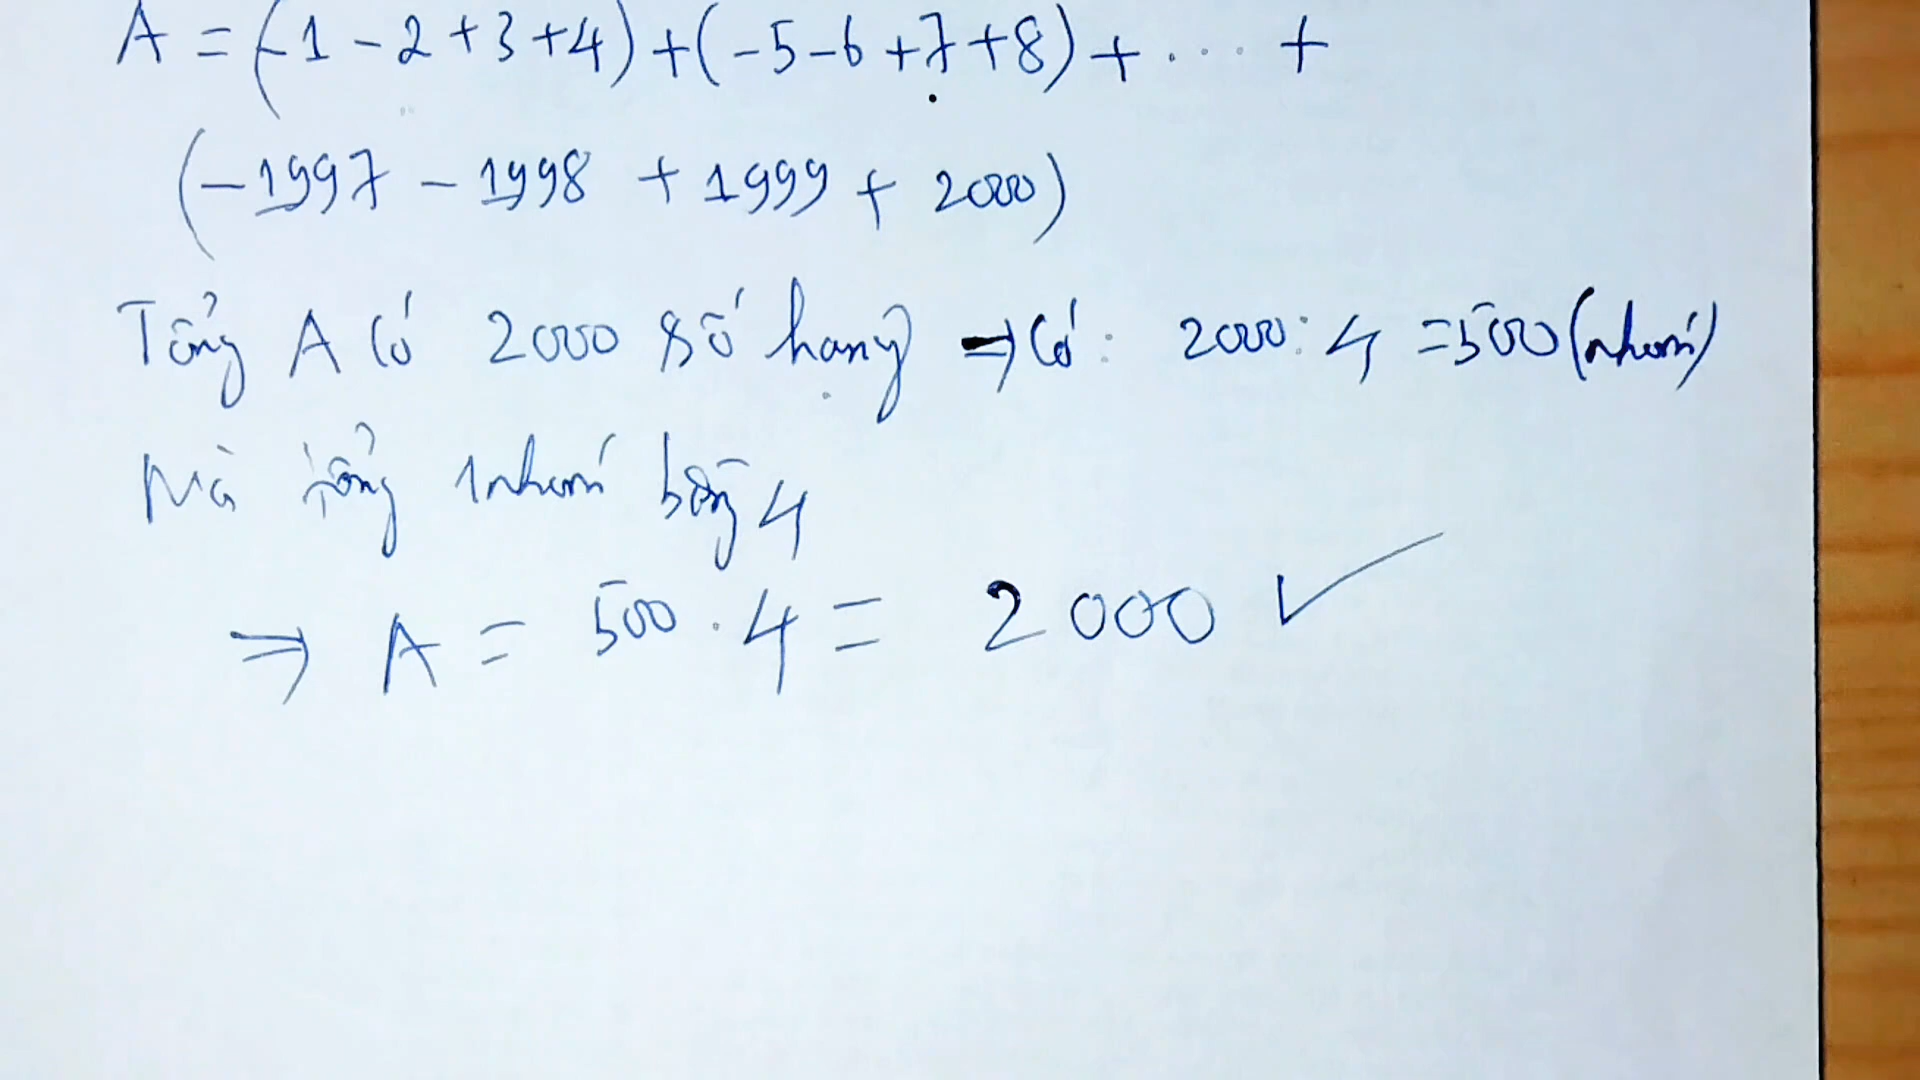 A = (-1 - 2 + 3 + 4) + (-5 - 6 + 7 + 8) + .... +
(-1997 - 1998 + 1999 + 2000)
Tổng A có 2000 số hạng ⇒ có: 2000 : 4 = 500 (nhóm)
Mà tổng 1 nhóm bằng 4
⇒ A = 500 . 4 = 2000 ✓